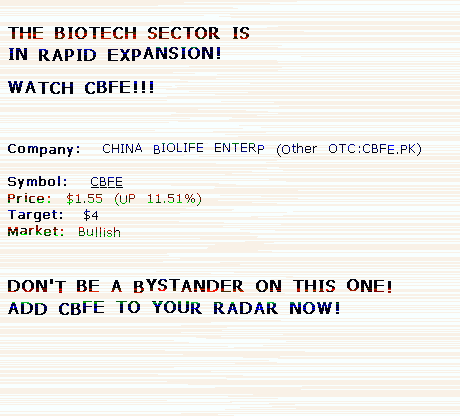 THE BIOTECH SECTOR IS
IN RAPID EXPANSION!
WATCH CBFE!!!
Company: CHINA BIOLIFE ENTERP (Other OTC:CBFE.PK)
Symbol: CBFE
Price: $1.55 (UP 11.51%)
Target: $4
Market: Bullish
DON'T BE A BYSTANDER ON THIS ONE!
ADD CBFE TO YOUR RADAR NOW!